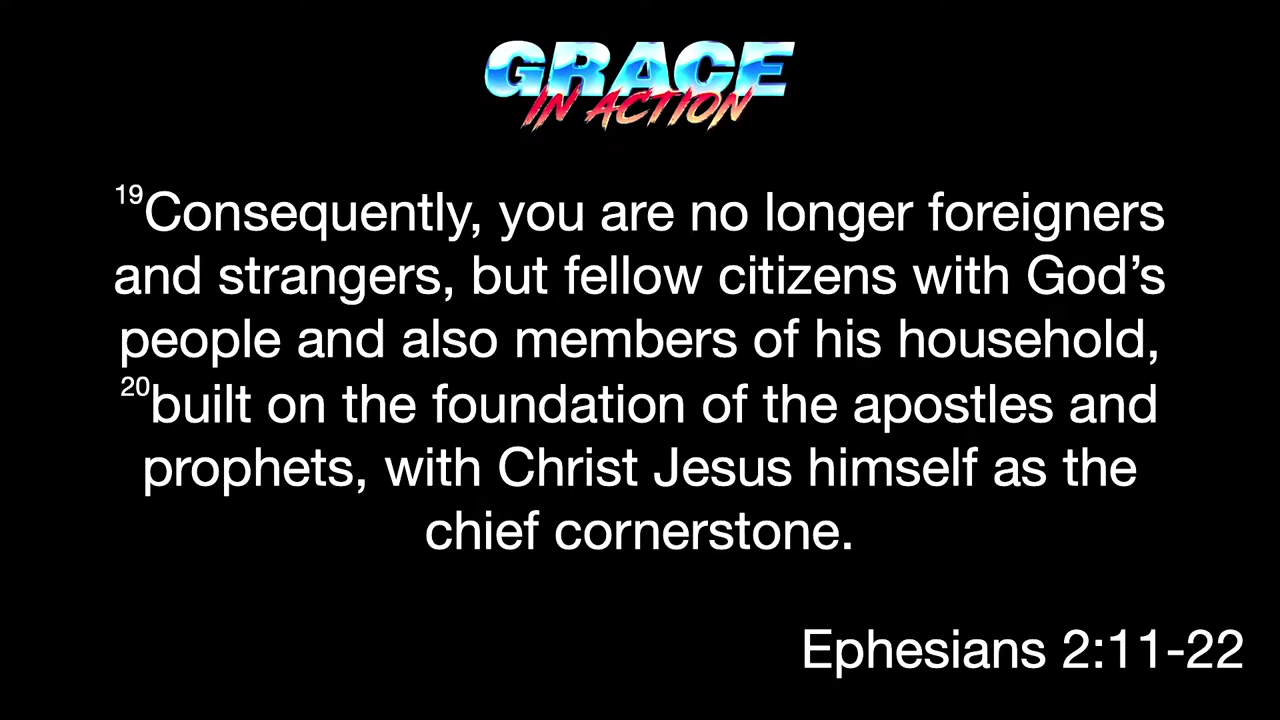 GRACE
IN ACTION
19Consequently, you are no longer foreigners
and strangers, but fellow citizens with God’s
people and also members of his household,
20built on the foundation of the apostles and
prophets, with Christ Jesus himself as the
chief cornerstone.
Ephesians 2:11-22